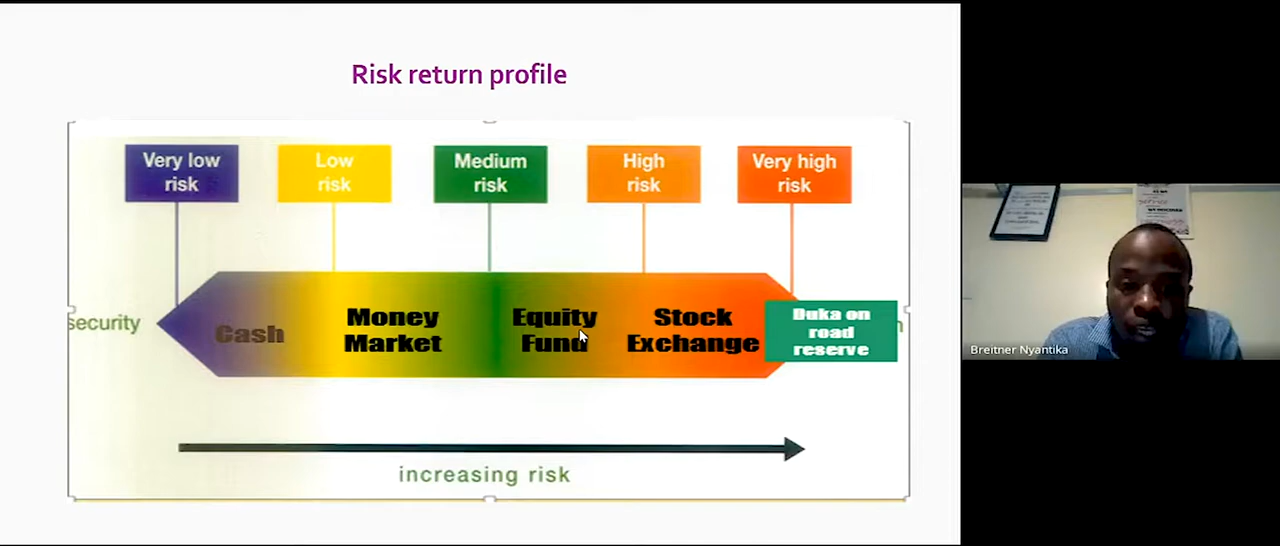 Risk return profile
Very low
risk
Low
risk
Medium
risk
High
risk
Very high
risk
security
Cash
Money
Market
Equity
Fund
Stock
Exchange
Duka on
road
reserve
increasing risk
Breitner Nyantika